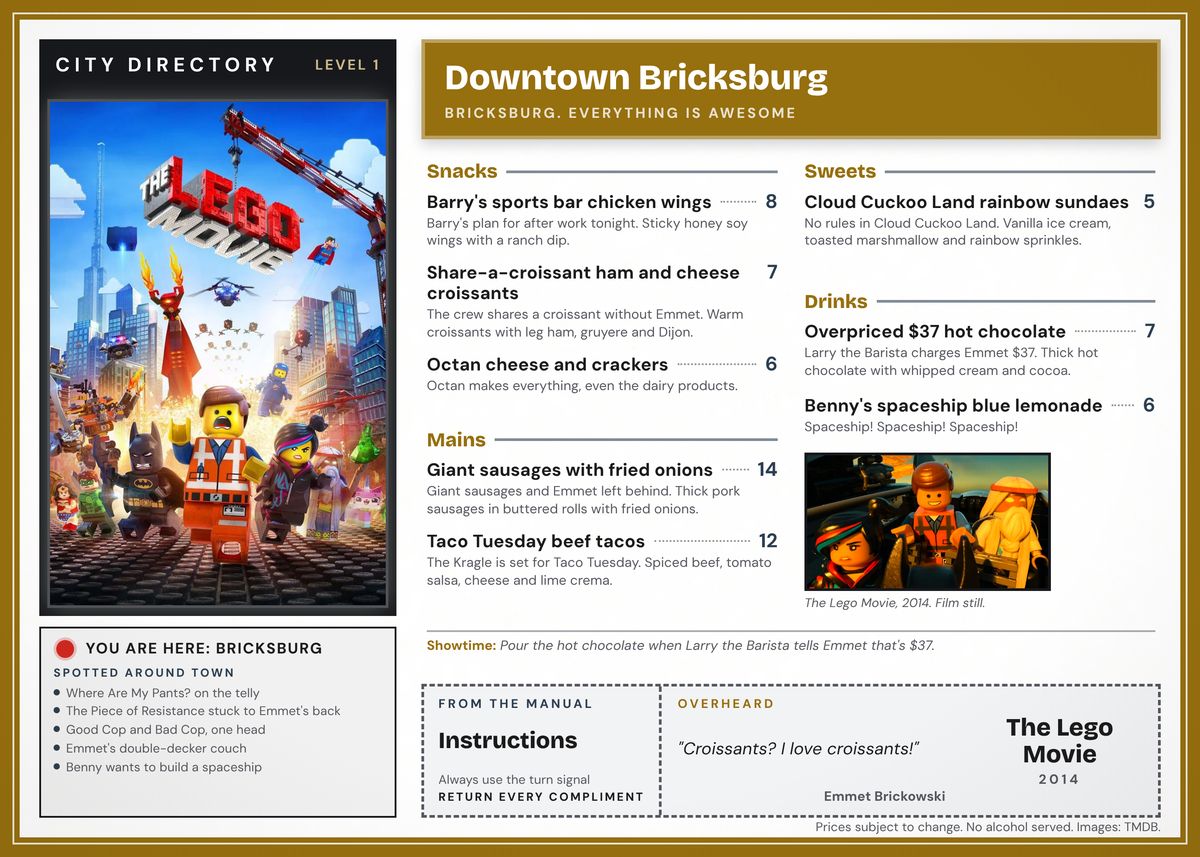 CITY DIRECTORY
LEVEL 1
THE
LEGO
MOVIE
YOU ARE HERE: BRICKSBURG
SPOTTED AROUND TOWN
Where Are My Pants? on the telly
The Piece of Resistance stuck to Emmet's back
Good Cop and Bad Cop, one head
Emmet's double-decker couch
Benny wants to build a spaceship
Downtown Bricksburg
BRICKSBURG. EVERYTHING IS AWESOME
Snacks
Barry's sports bar chicken wings 8
Barry's plan for after work tonight. Sticky honey soy
wings with a ranch dip.
Share-a-croissant ham and cheese 7
croissants
The crew shares a croissant without Emmet. Warm
croissants with leg ham, gruyere and Dijon.
Octan cheese and crackers 6
Octan makes everything, even the dairy products.
Mains
Giant sausages with fried onions 14
Giant sausages and Emmet left behind. Thick pork
sausages in buttered rolls with fried onions.
Taco Tuesday beef tacos 12
The Kragle is set for Taco Tuesday. Spiced beef, tomato
salsa, cheese and lime crema.
Sweets
Cloud Cuckoo Land rainbow sundaes 5
No rules in Cloud Cuckoo Land. Vanilla ice cream,
toasted marshmallow and rainbow sprinkles.
Drinks
Overpriced $37 hot chocolate 7
Larry the Barista charges Emmet $37. Thick hot
chocolate with whipped cream and cocoa.
Benny's spaceship blue lemonade 6
Spaceship! Spaceship! Spaceship!
The Lego Movie, 2014. Film still.
Showtime: Pour the hot chocolate when Larry the Barista tells Emmet that's $37.
FROM THE MANUAL
Instructions
Always use the turn signal
RETURN EVERY COMPLIMENT
OVERHEARD
"Croissants? I love croissants!"
Emmet Brickowski
The Lego
Movie
2014
Prices subject to change. No alcohol served. Images: TMDB.